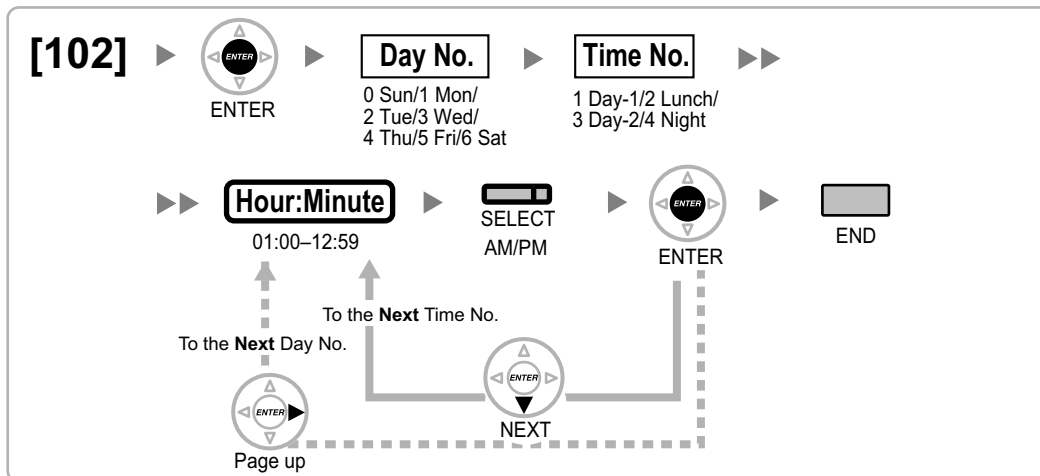 [102]
ENTER
ENTER
Day No.
0 Sun/1 Mon/
2 Tue/3 Wed/
4 Thu/5 Fri/6 Sat
Time No.
1 Day-1/2 Lunch/
3 Day-2/4 Night
Hour:Minute
01:00–12:59
SELECT
AM/PM
ENTER
ENTER
END
To the Next Time No.
To the Next Day No.
ENTER
NEXT
ENTER
Page up